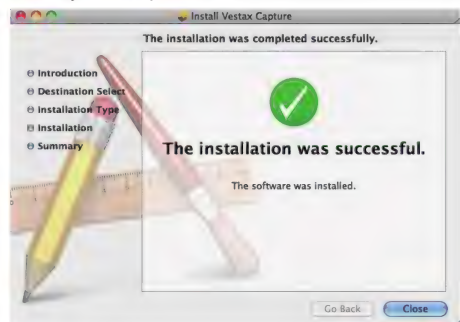 Install Vestax Capture
The installation was completed successfully.
Introduction
Destination Select
Installation Type
Installation
Summary
The installation was successful.
The software was installed.
Go Back
Close